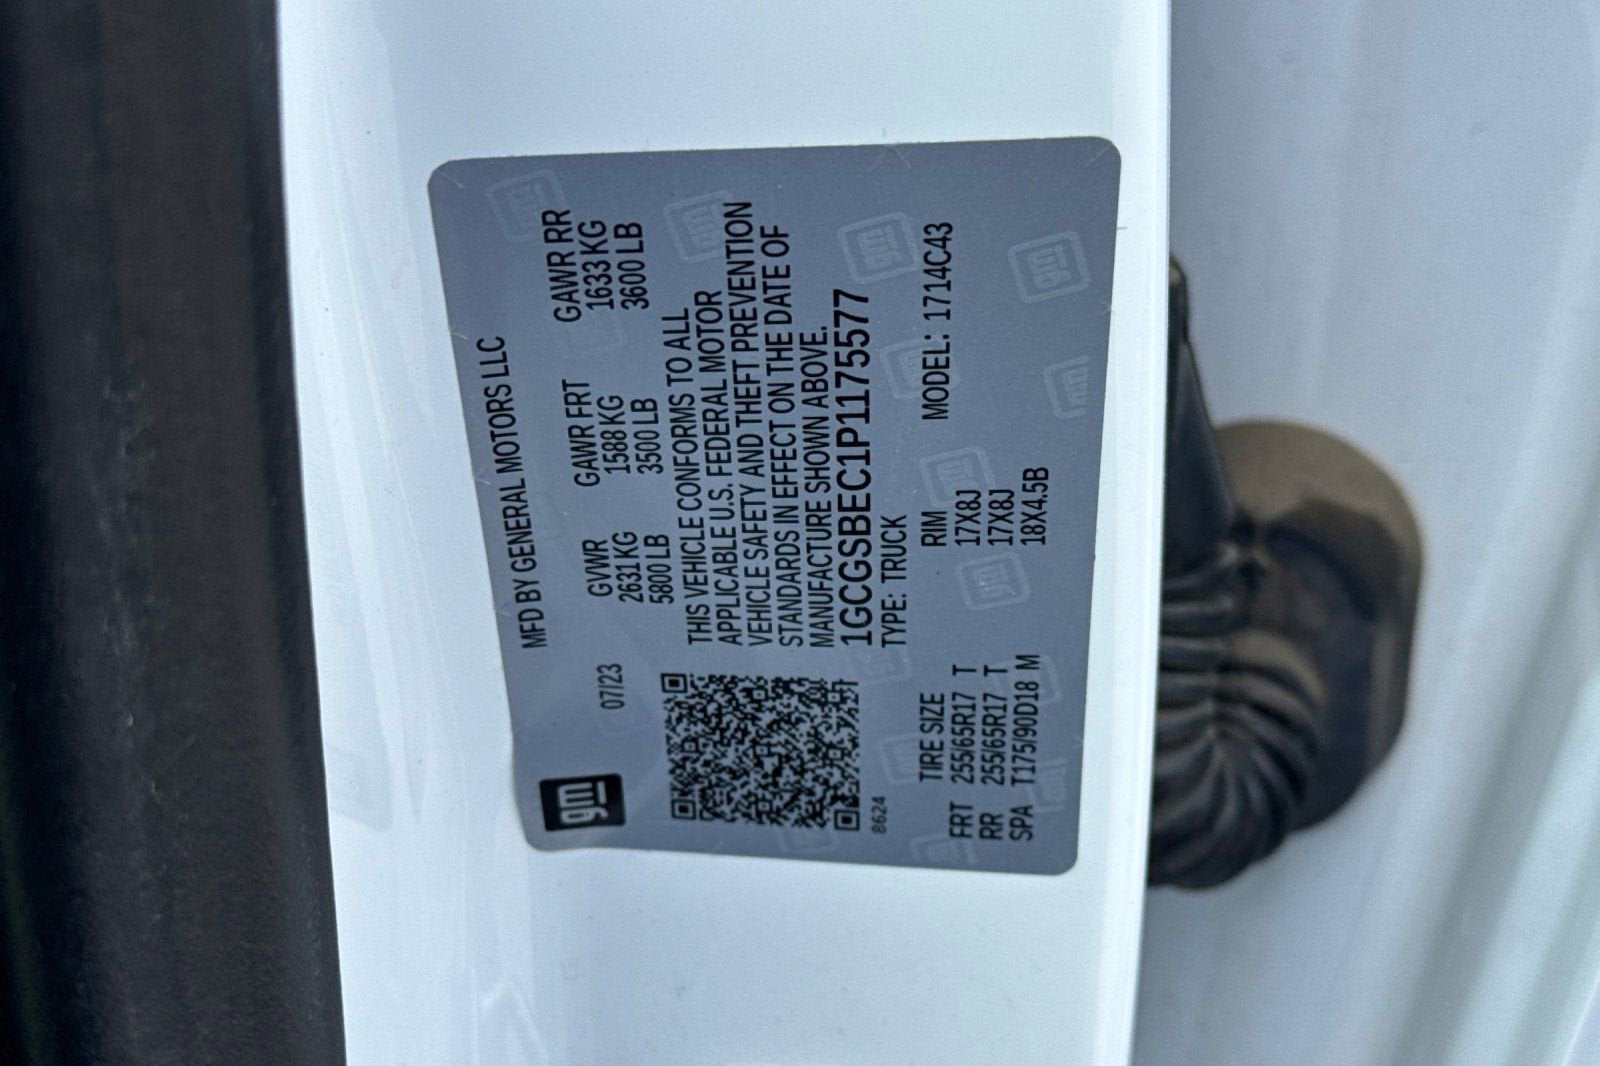 gm
07/23
MFD BY GENERAL MOTORS LLC
GVWR GAWR FRT GAWR RR
2631 KG 1588 KG 1633 KG
5800 LB 3500 LB 3600 LB
THIS VEHICLE CONFORMS TO ALL
APPLICABLE U.S. FEDERAL MOTOR
VEHICLE SAFETY AND THEFT PREVENTION
STANDARDS IN EFFECT ON THE DATE OF
MANUFACTURE SHOWN ABOVE.
1GCGSBEC1P1175577
8624 TYPE: TRUCK
TIRE SIZE RIM MODEL: 1714C43
FRT 255/65R17 T 17X8J
RR 255/65R17 T 17X8J
SPA T175/90D18 M 18X4.5B